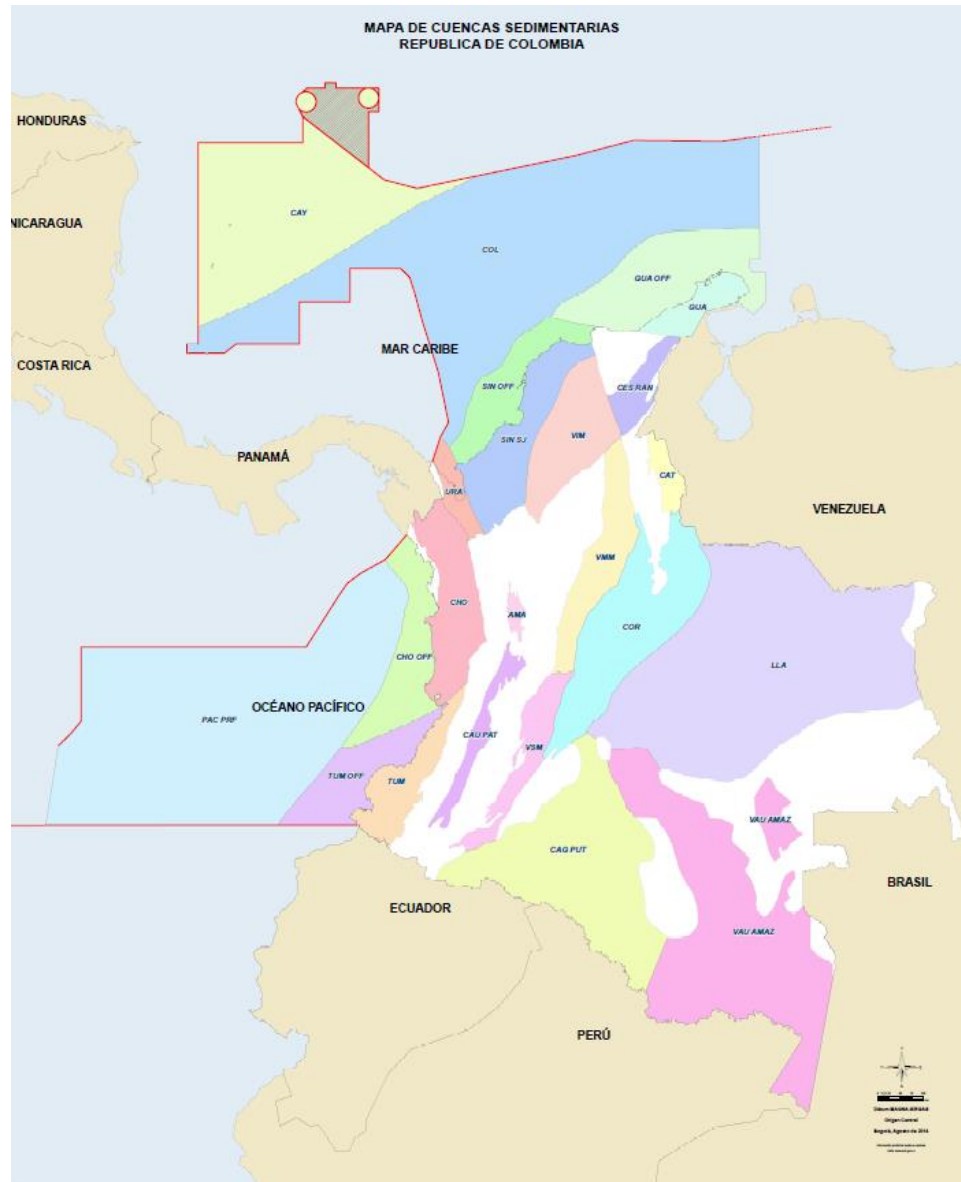 MAPA DE CUENCAS SEDIMENTARIAS
REPUBLICA DE COLOMBIA
HONDURAS
NICARAGUA
CAY
COL
GUA OFF
GUA
MAR CARIBE
COSTA RICA
SIN OFF
CES RAN
SIN SJ
VIM
PANAMÁ
CAT
URA
VENEZUELA
VMM
CHO
AMA
COR
CHO OFF
LLA
OCÉANO PACÍFICO
PAC PRF
CAU PAT
VSM
TUM OFF
TUM
VAU AMAZ
CAG PUT
BRASIL
ECUADOR
VAU AMAZ
PERÚ
Origen Central